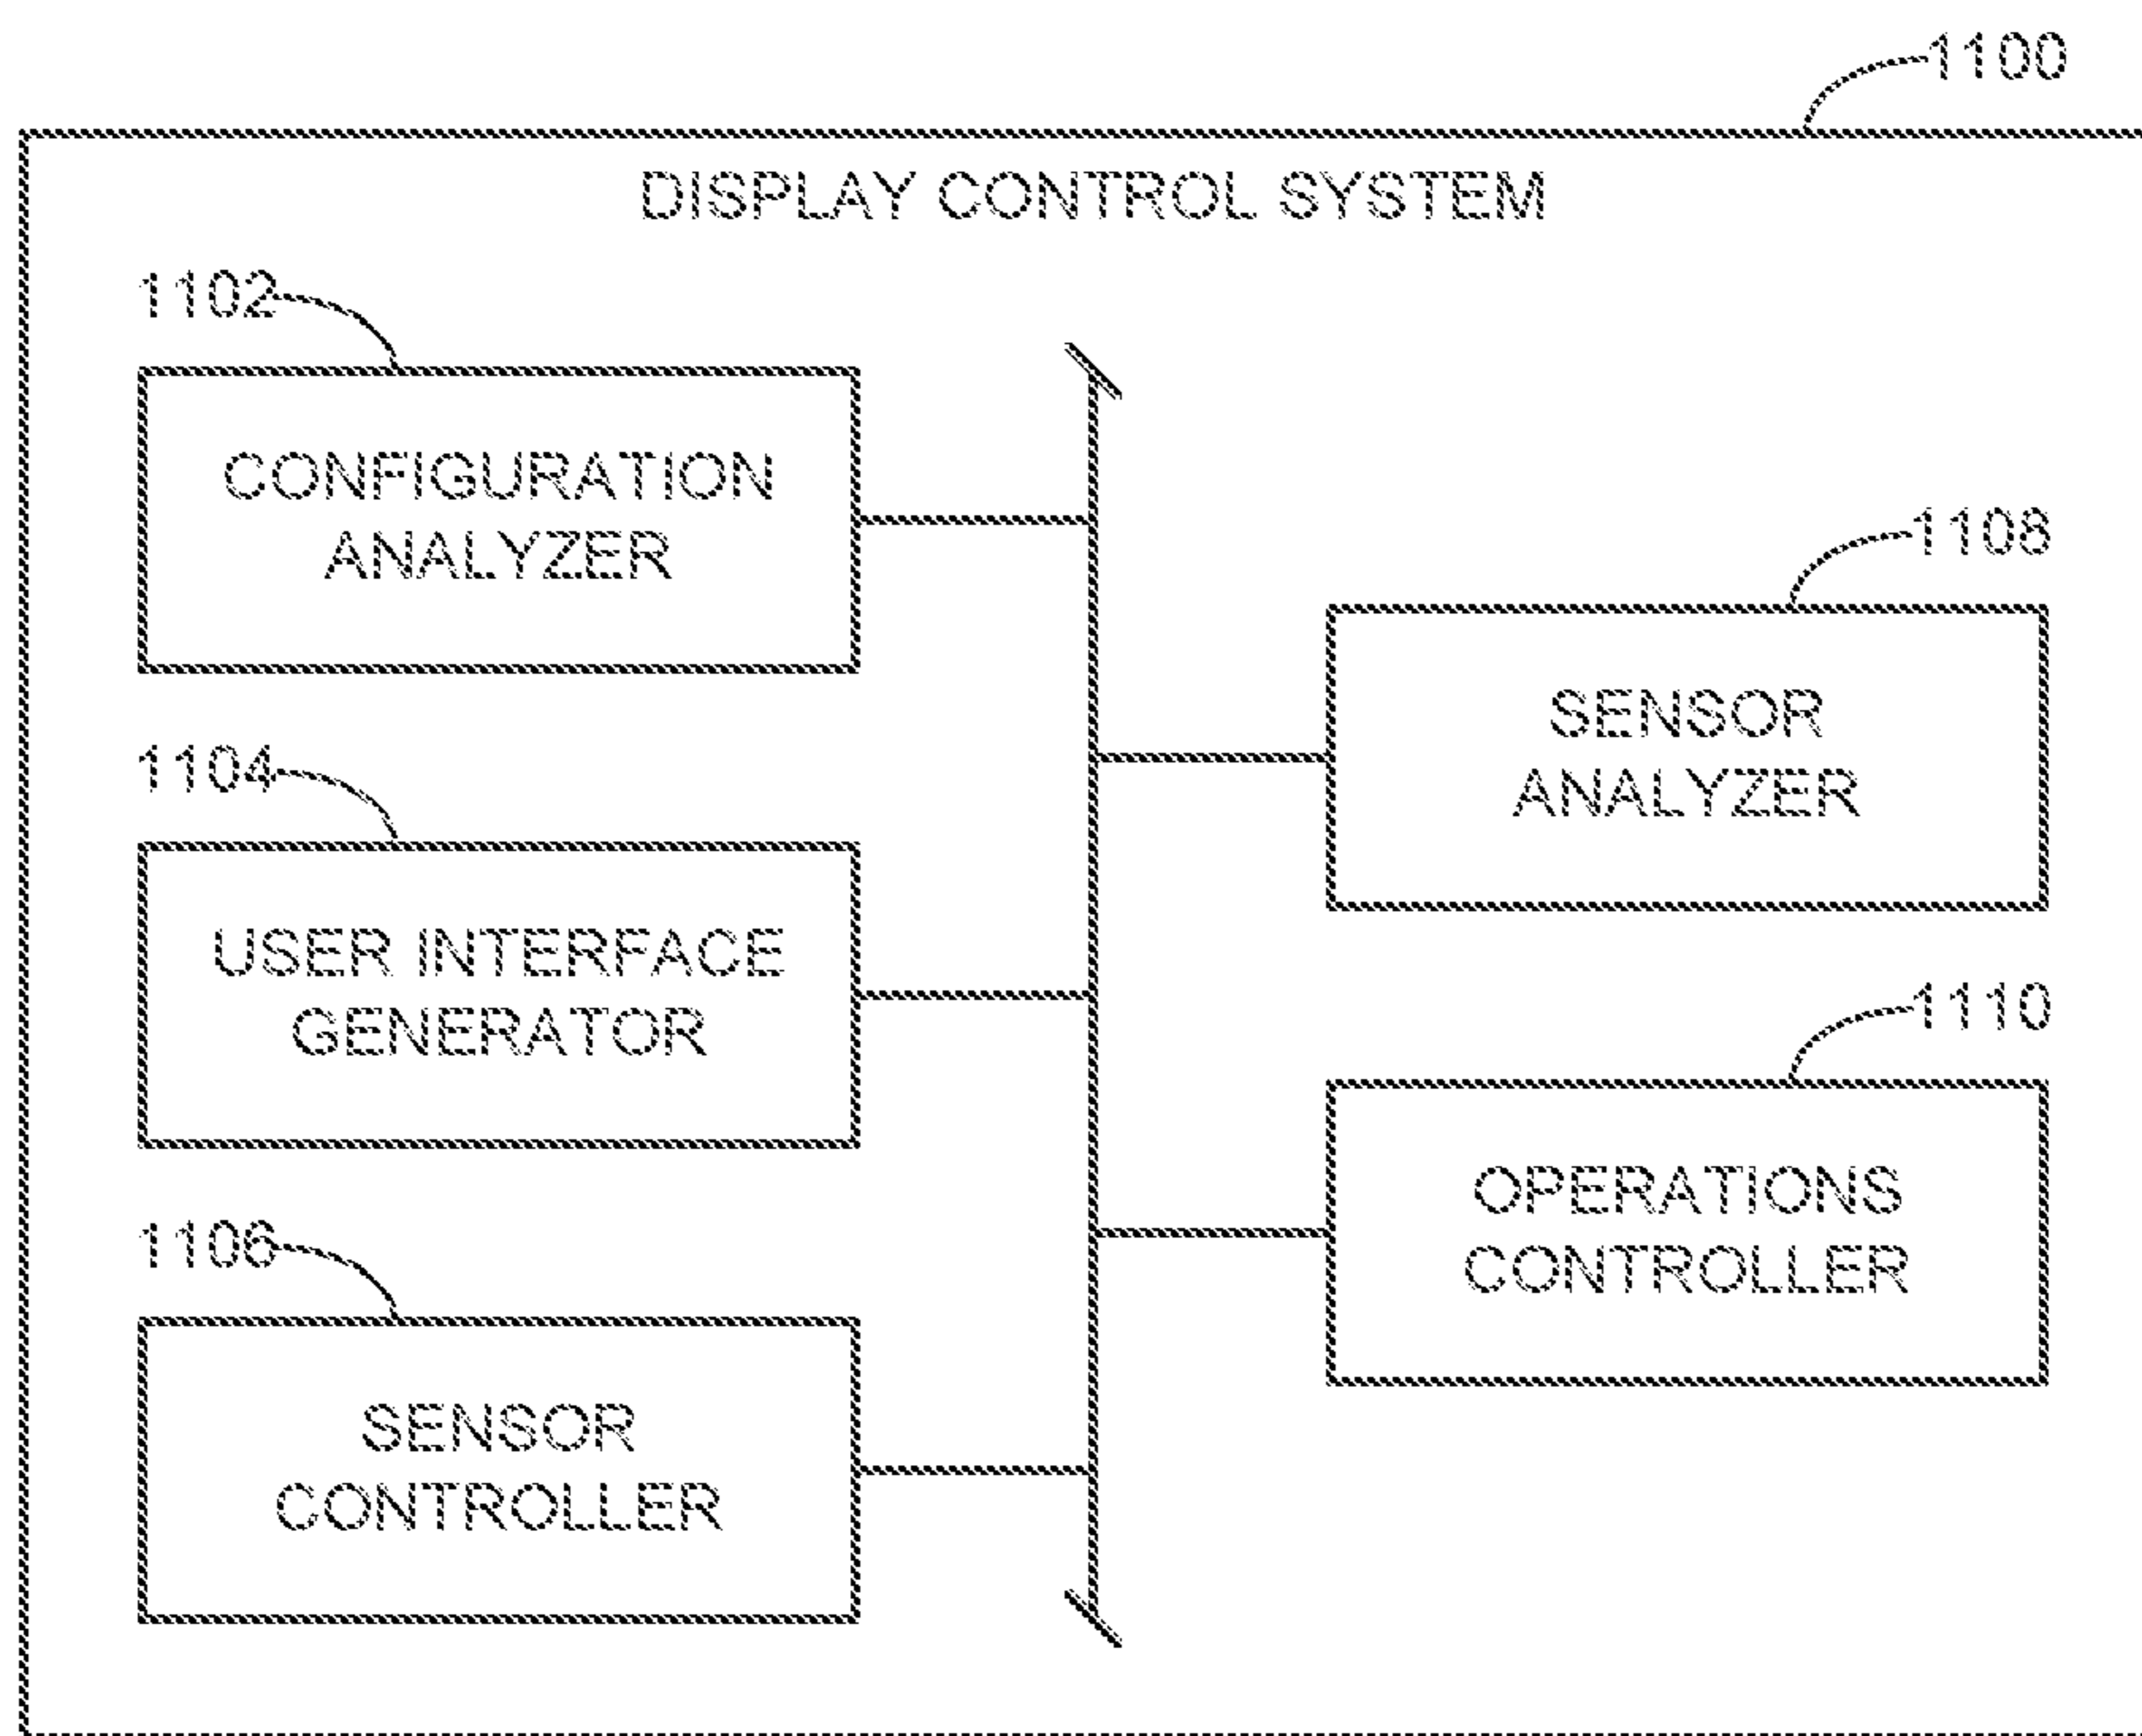 1100
DISPLAY CONTROL SYSTEM
1102
CONFIGURATION
ANALYZER
1104
USER INTERFACE
GENERATOR
1106
SENSOR
CONTROLLER
1108
SENSOR
ANALYZER
1110
OPERATIONS
CONTROLLER